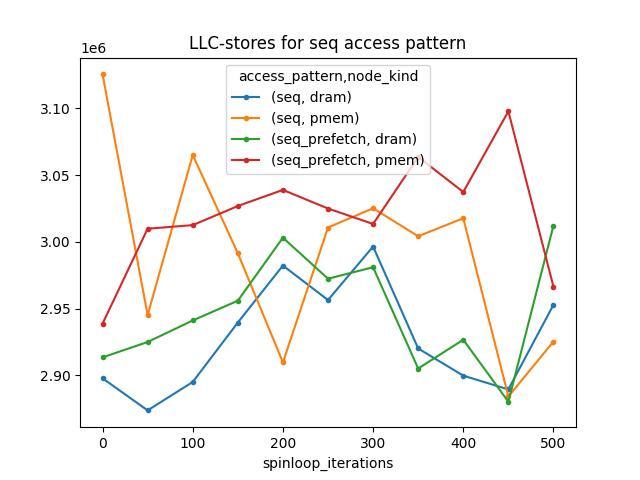 LLC-stores for seq access pattern
1e6
access_pattern,node_kind
(seq, dram)
(seq, pmem)
(seq_prefetch, dram)
(seq_prefetch, pmem)
3.10
3.05
3.00
2.95
2.90
0 100 200 300 400 500
spinloop_iterations